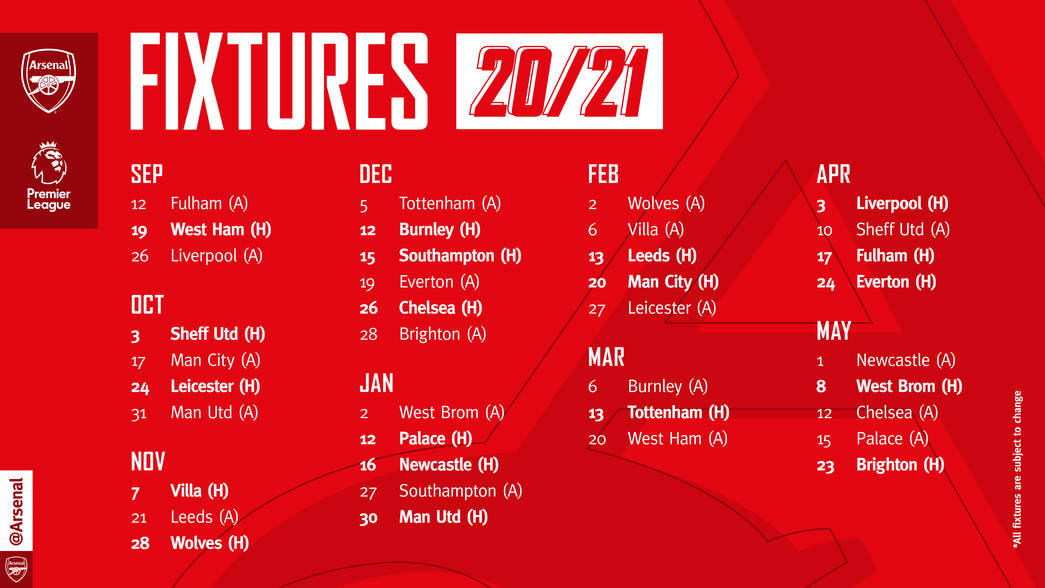 Arsenal
Premier
League
FIXTURES 20/21
SEP
12 Fulham (A)
19 West Ham (H)
26 Liverpool (A)
OCT
3 Sheff Utd (H)
17 Man City (A)
24 Leicester (H)
31 Man Utd (A)
NOV
7 Villa (H)
21 Leeds (A)
28 Wolves (H)
DEC
5 Tottenham (A)
12 Burnley (H)
15 Southampton (H)
19 Everton (A)
26 Chelsea (H)
28 Brighton (A)
JAN
2 West Brom (A)
12 Palace (H)
16 Newcastle (H)
27 Southampton (A)
30 Man Utd (H)
FEB
2 Wolves (A)
6 Villa (A)
13 Leeds (H)
20 Man City (H)
27 Leicester (A)
MAR
6 Burnley (A)
13 Tottenham (H)
20 West Ham (A)
APR
3 Liverpool (H)
10 Sheff Utd (A)
17 Fulham (H)
24 Everton (H)
MAY
1 Newcastle (A)
8 West Brom (H)
12 Chelsea (A)
15 Palace (A)
23 Brighton (H)
*All fixtures are subject to change
@Arsenal
Arsenal